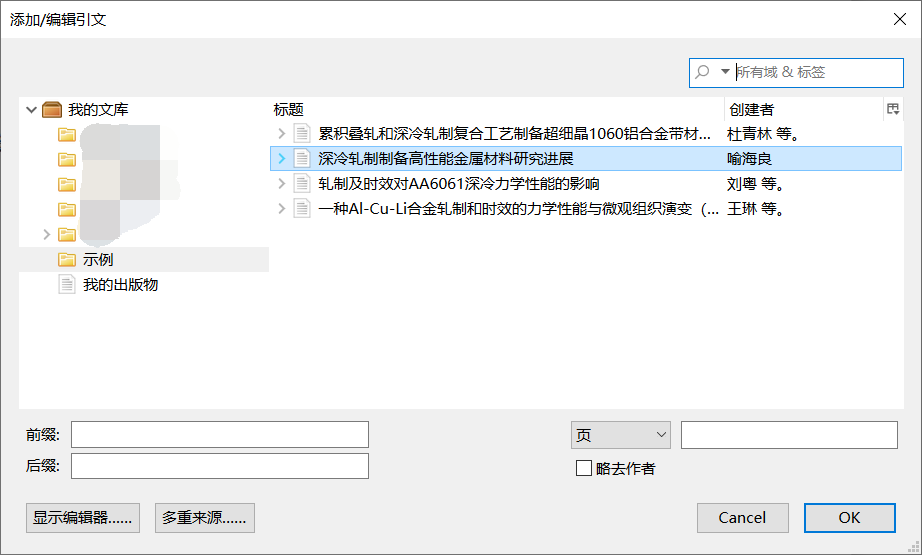 添加/编辑引文
所有域 & 标签
我的文库
示例
我的出版物
标题 创建者
累积叠轧和深冷轧制复合工艺制备超细晶1060铝合金带材... 杜青林 等。
深冷轧制制备高性能金属材料研究进展 喻海良
轧制及时效对AA6061深冷力学性能的影响 刘粤 等。
一种Al-Cu-Li合金轧制和时效的力学性能与微观组织演变（... 王琳 等。
前缀:
页
后缀:
略去作者
显示编辑器...... 多重来源...... Cancel OK